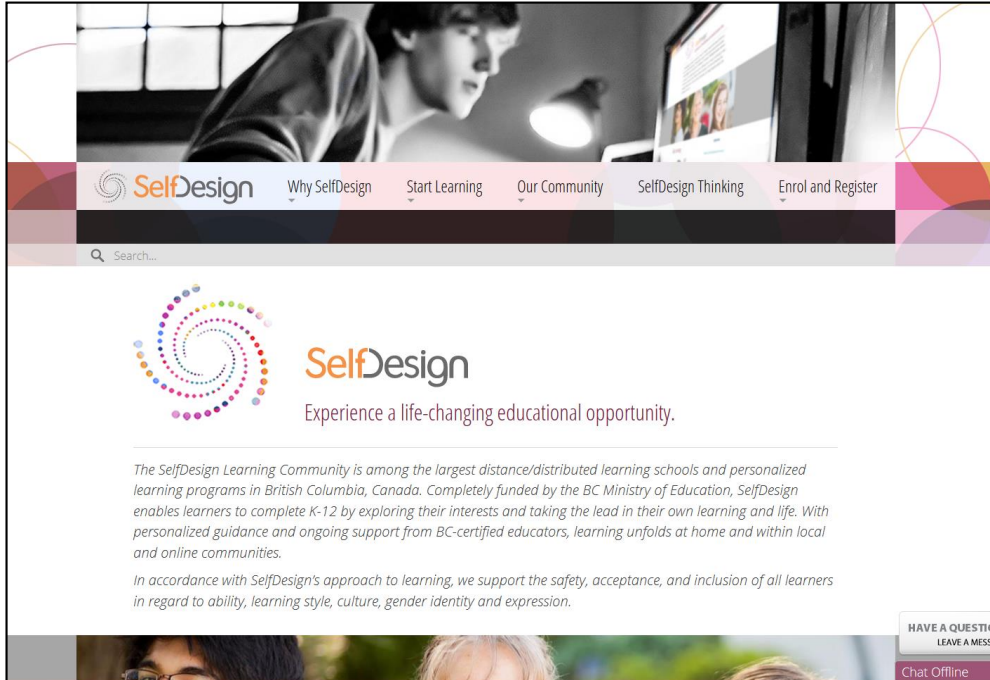 SelfDesign
Why SelfDesign
Start Learning
Our Community
SelfDesign Thinking
Enrol and Register
Search...
SelfDesign
Experience a life-changing educational opportunity.
The SelfDesign Learning Community is among the largest distance/distributed learning schools and personalized
learning programs in British Columbia, Canada. Completely funded by the BC Ministry of Education, SelfDesign
enables learners to complete K-12 by exploring their interests and taking the lead in their own learning and life. With
personalized guidance and ongoing support from BC-certified educators, learning unfolds at home and within local
and online communities.
In accordance with SelfDesign's approach to learning, we support the safety, acceptance, and inclusion of all learners
in regard to ability, learning style, culture, gender identity and expression.
HAVE A QUESTI
LEAVE A MESS
Chat Offline